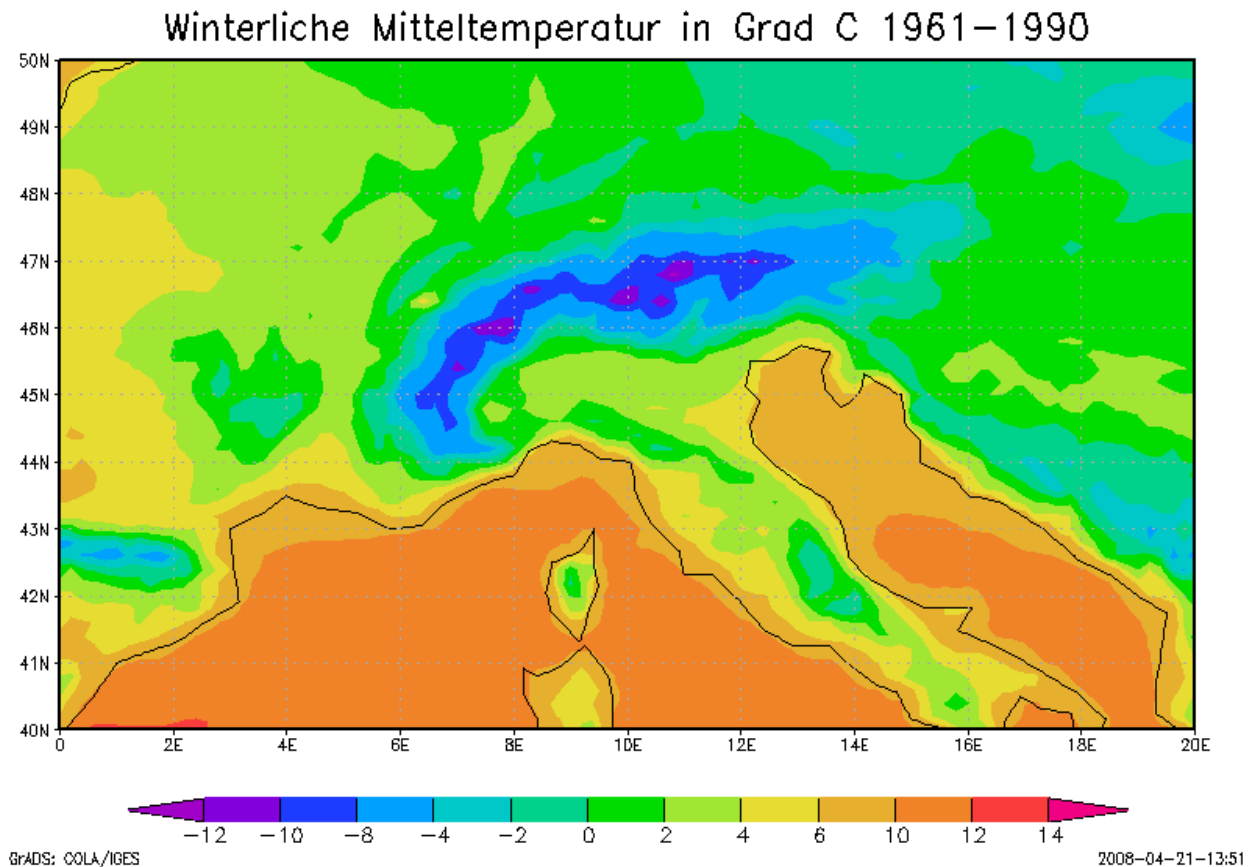 Winterliche Mitteltemperatur in Grad C 1961−1990
50N
49N
48N
47N
46N
45N
44N
43N
42N
41N
40N
0 2E 4E 6E 8E 10E 12E 14E 16E 18E 20E
−12 −10 −8 −4 −2 0 2 4 6 10 12 14
GrADS: COLA/IGES 2008−04−21−13:51